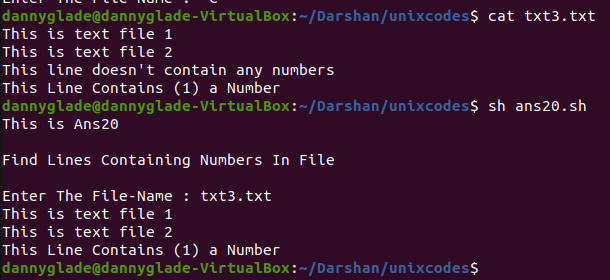 dannyglade@dannyglade-VirtualBox:~/Darshan/unixcodes$ cat txt3.txt
This is text file 1
This is text file 2
This line doesn't contain any numbers
This Line Contains (1) a Number
dannyglade@dannyglade-VirtualBox:~/Darshan/unixcodes$ sh ans20.sh
This is Ans20
Find Lines Containing Numbers In File
Enter The File-Name : txt3.txt
This is text file 1
This is text file 2
This Line Contains (1) a Number
dannyglade@dannyglade-VirtualBox:~/Darshan/unixcodes$